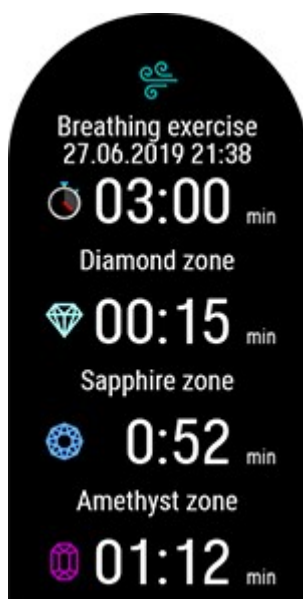 Breathing exercise
27.06.2019 21:38
03:00 min
Diamond zone
00:15 min
Sapphire zone
0:52 min
Amethyst zone
01:12 min